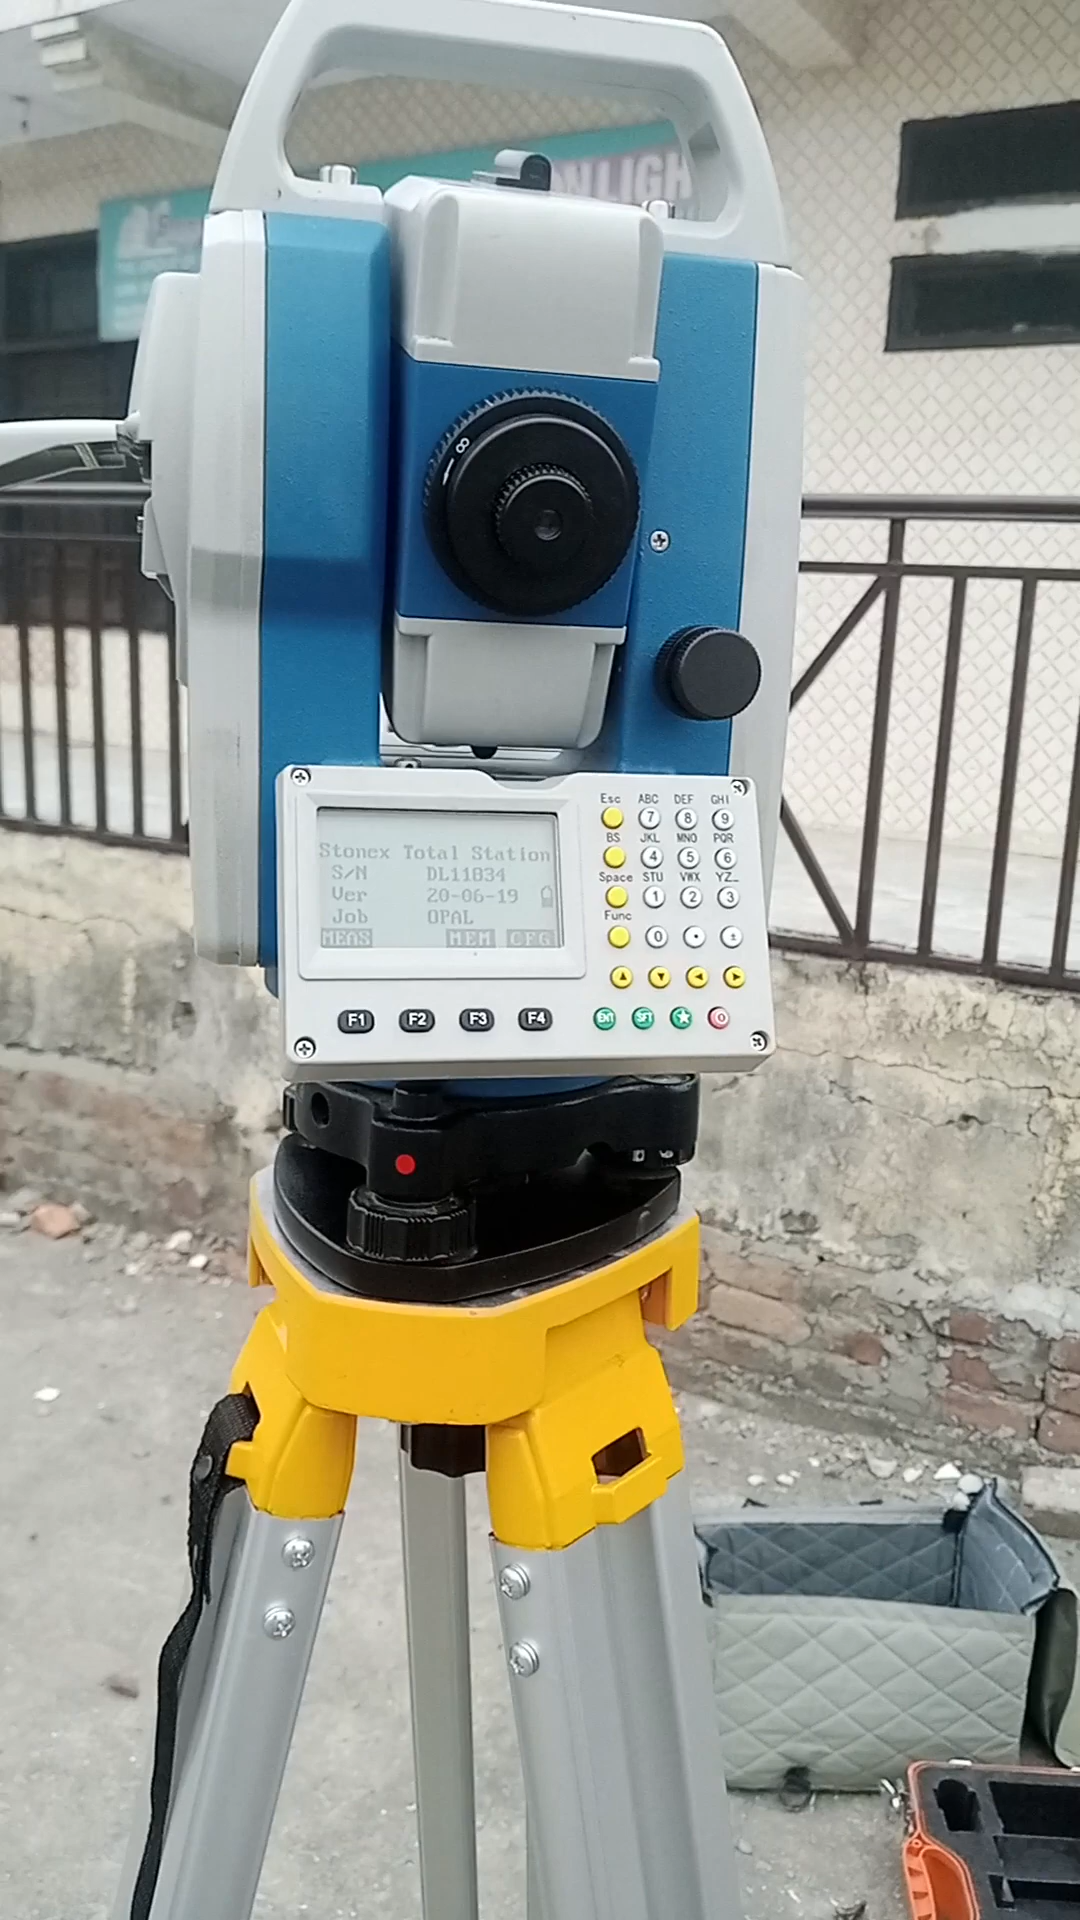 NLIGH
∞
Stonex Total Station
S/N DL11834
Ver 20-06-19
Job OPAL
MEAS MEM CFG
Esc ABC DEF GHI
7 8 9
BS JKL MNO PQR
4 5 6
Space STU VWX YZ_
1 2 3
Func
0 • ±
▲ ▼ ◀ ▶
F1 F2 F3 F4 ENT SFT ★